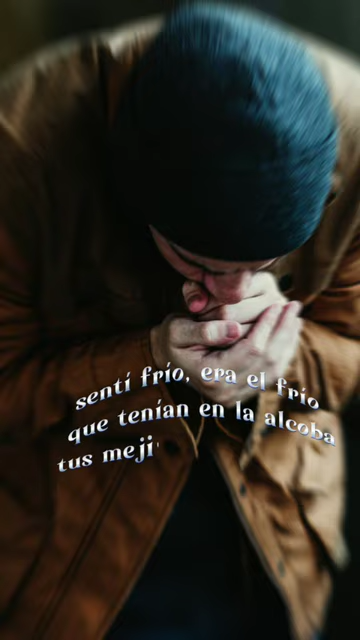 sentí frío, era el frío
que tenían en la alcoba
tus meji